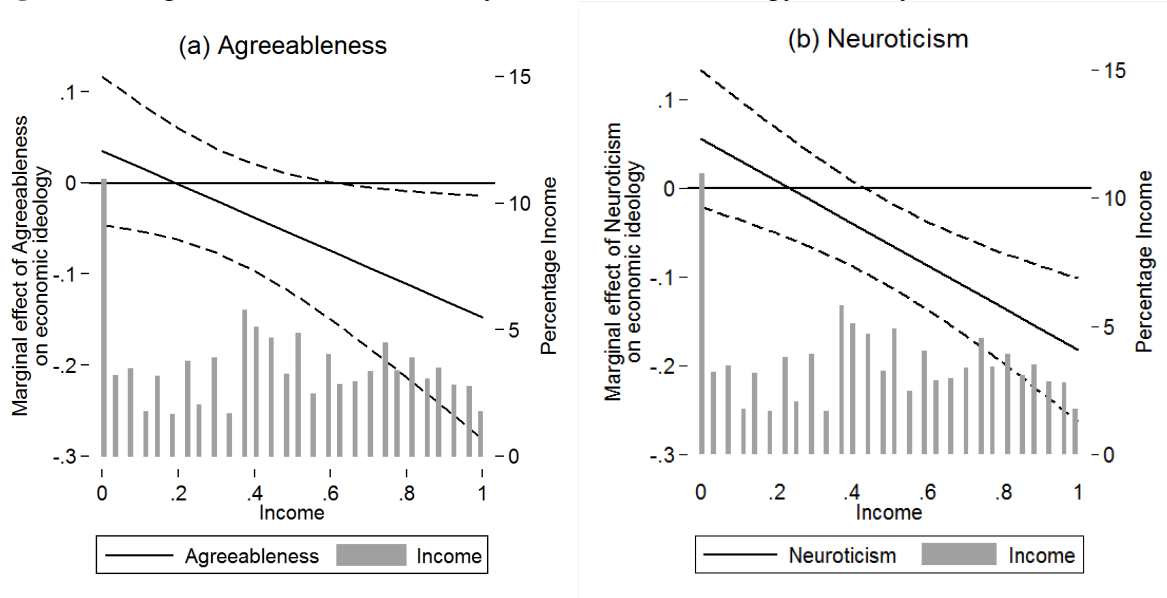 (a) Agreeableness
Marginal effect of Agreeableness
on economic ideology
.1
0
-.1
-.2
-.3
15
10
5
0
Percentage Income
0 .2 .4 .6 .8 1
Income
Agreeableness Income
(b) Neuroticism
Marginal effect of Neuroticism
on economic ideology
.1
0
-.1
-.2
-.3
15
10
5
0
Percentage Income
0 .2 .4 .6 .8 1
Income
Neuroticism Income